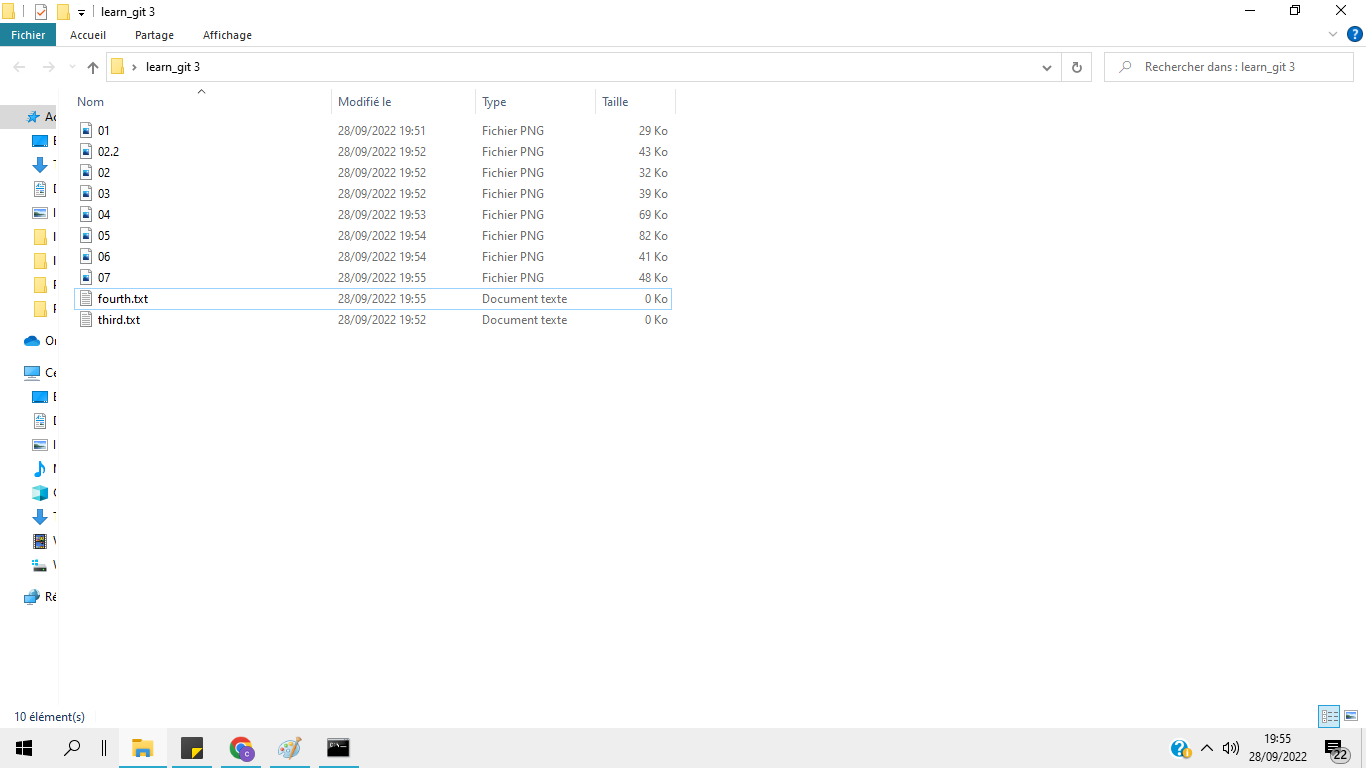 learn_git 3
Fichier Accueil Partage Affichage
learn_git 3 Rechercher dans : learn_git 3
Nom Modifié le Type Taille
01 28/09/2022 19:51 Fichier PNG 29 Ko
02.2 28/09/2022 19:52 Fichier PNG 43 Ko
02 28/09/2022 19:52 Fichier PNG 32 Ko
03 28/09/2022 19:52 Fichier PNG 39 Ko
04 28/09/2022 19:53 Fichier PNG 69 Ko
05 28/09/2022 19:54 Fichier PNG 82 Ko
06 28/09/2022 19:54 Fichier PNG 41 Ko
07 28/09/2022 19:55 Fichier PNG 48 Ko
fourth.txt 28/09/2022 19:55 Document texte 0 Ko
third.txt 28/09/2022 19:52 Document texte 0 Ko
10 élément(s)
19:55
28/09/2022
22